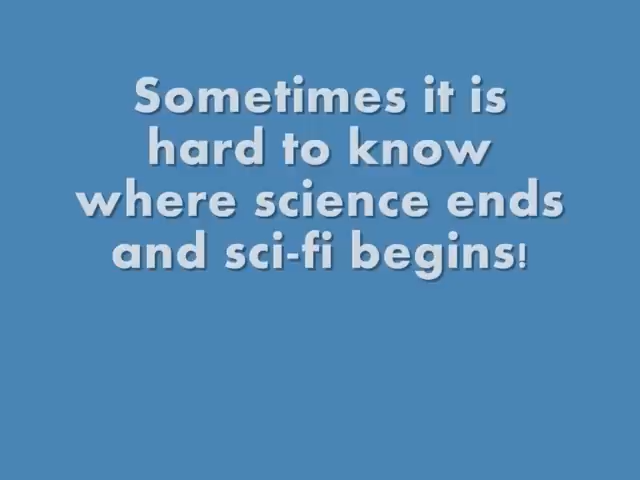 Sometimes it is
hard to know
where science ends
and sci-fi begins!